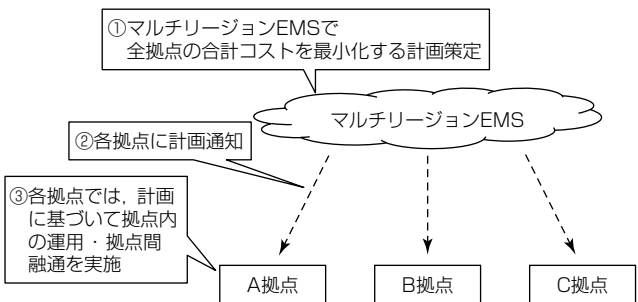 ①マルチリージョンEMSで
全拠点の合計コストを最小化する計画策定
マルチリージョンEMS
②各拠点に計画通知
③各拠点では，計画
に基づいて拠点内
の運用・拠点間
融通を実施
A拠点
B拠点
C拠点